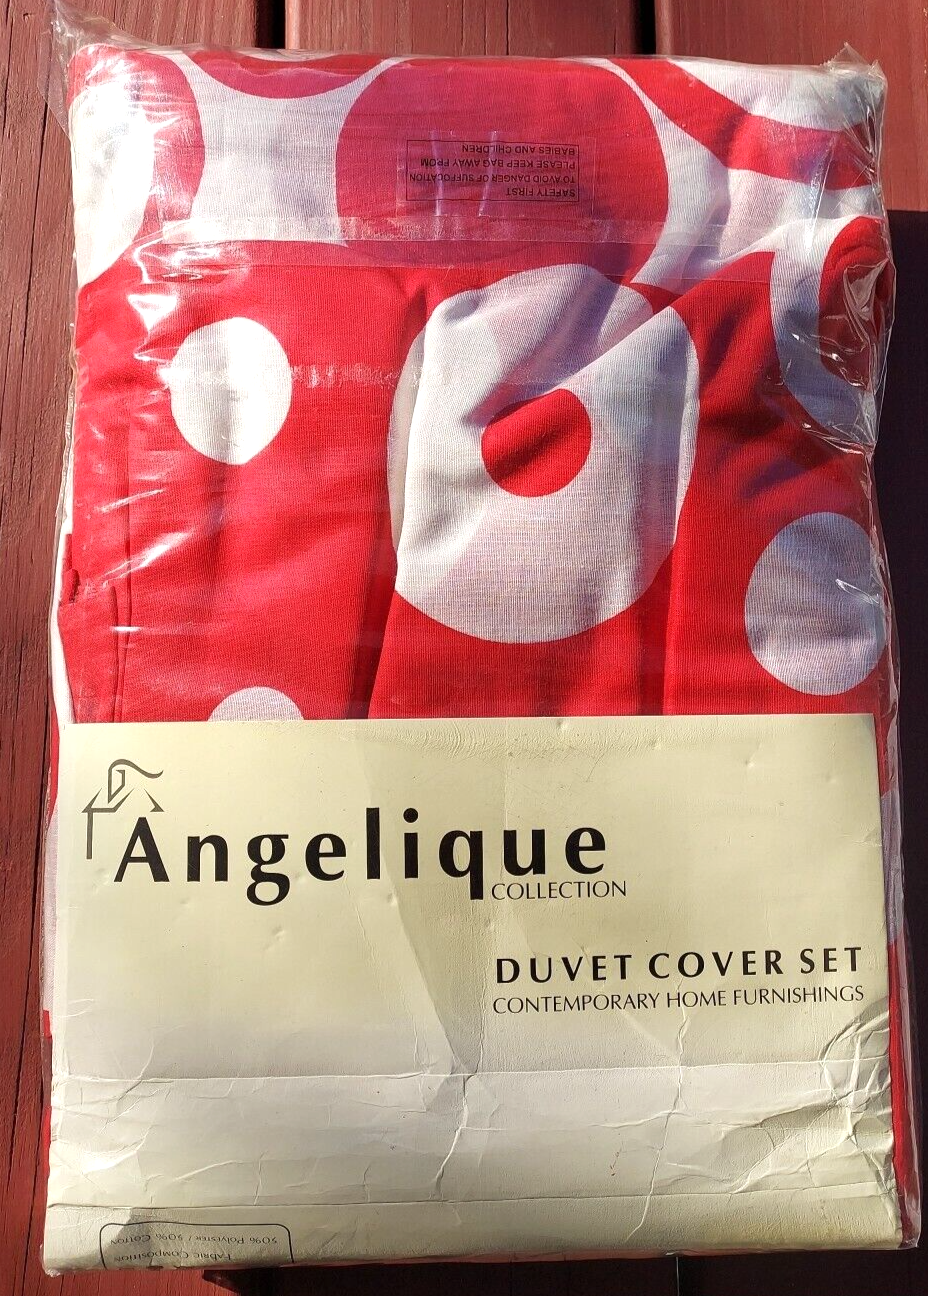 SAFETY FIRST
TO AVOID DANGER OF SUFFOCATION
PLEASE KEEP BAG AWAY FROM
BABIES AND CHILDREN
Angelique
COLLECTION
DUVET COVER SET
CONTEMPORARY HOME FURNISHINGS
Fabric Composition
50% Polyester / 50% Cotton